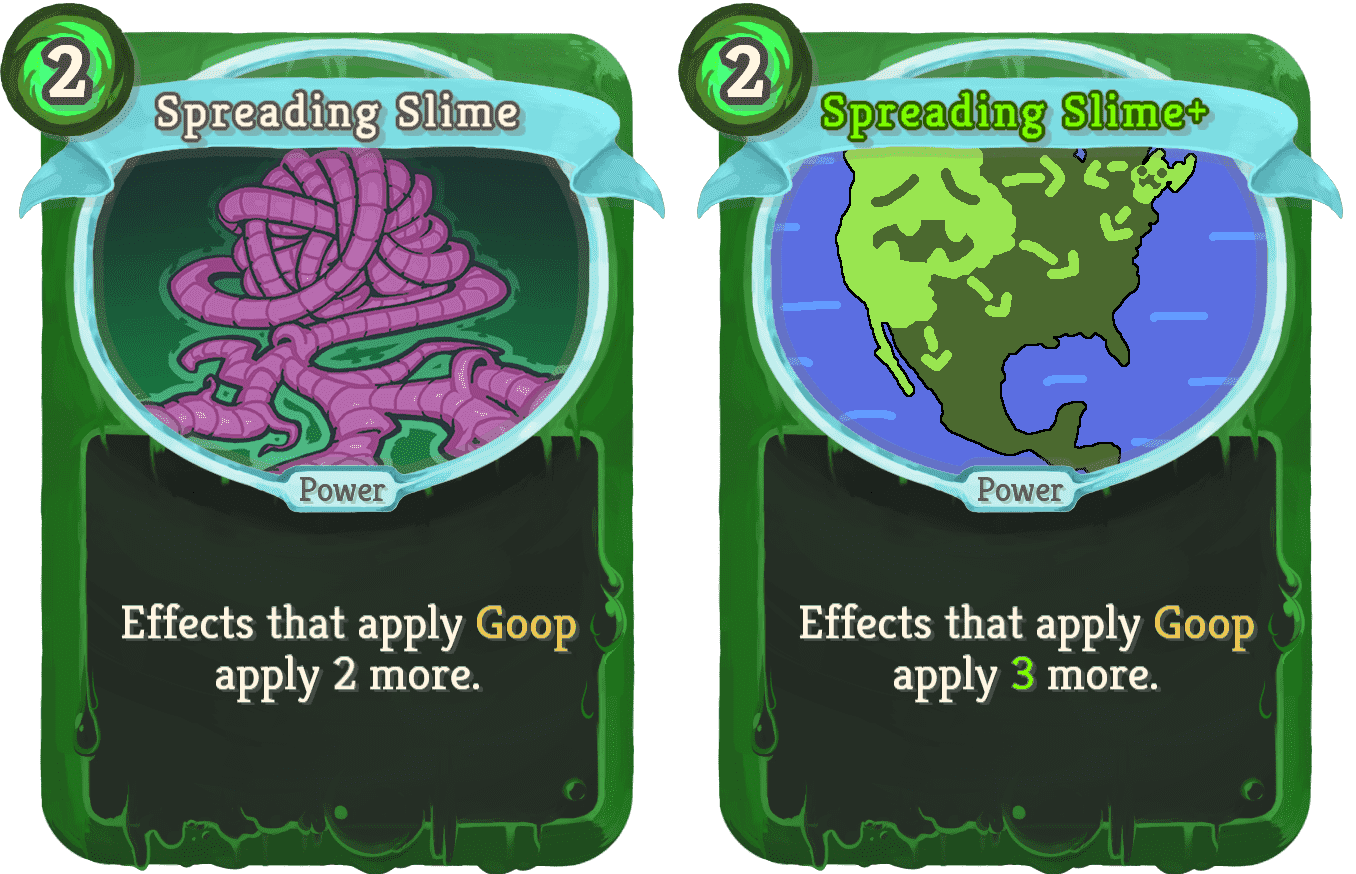 2
Spreading Slime
Power
Effects that apply Goop
apply 2 more.
2
Spreading Slime+
Power
Effects that apply Goop
apply 3 more.